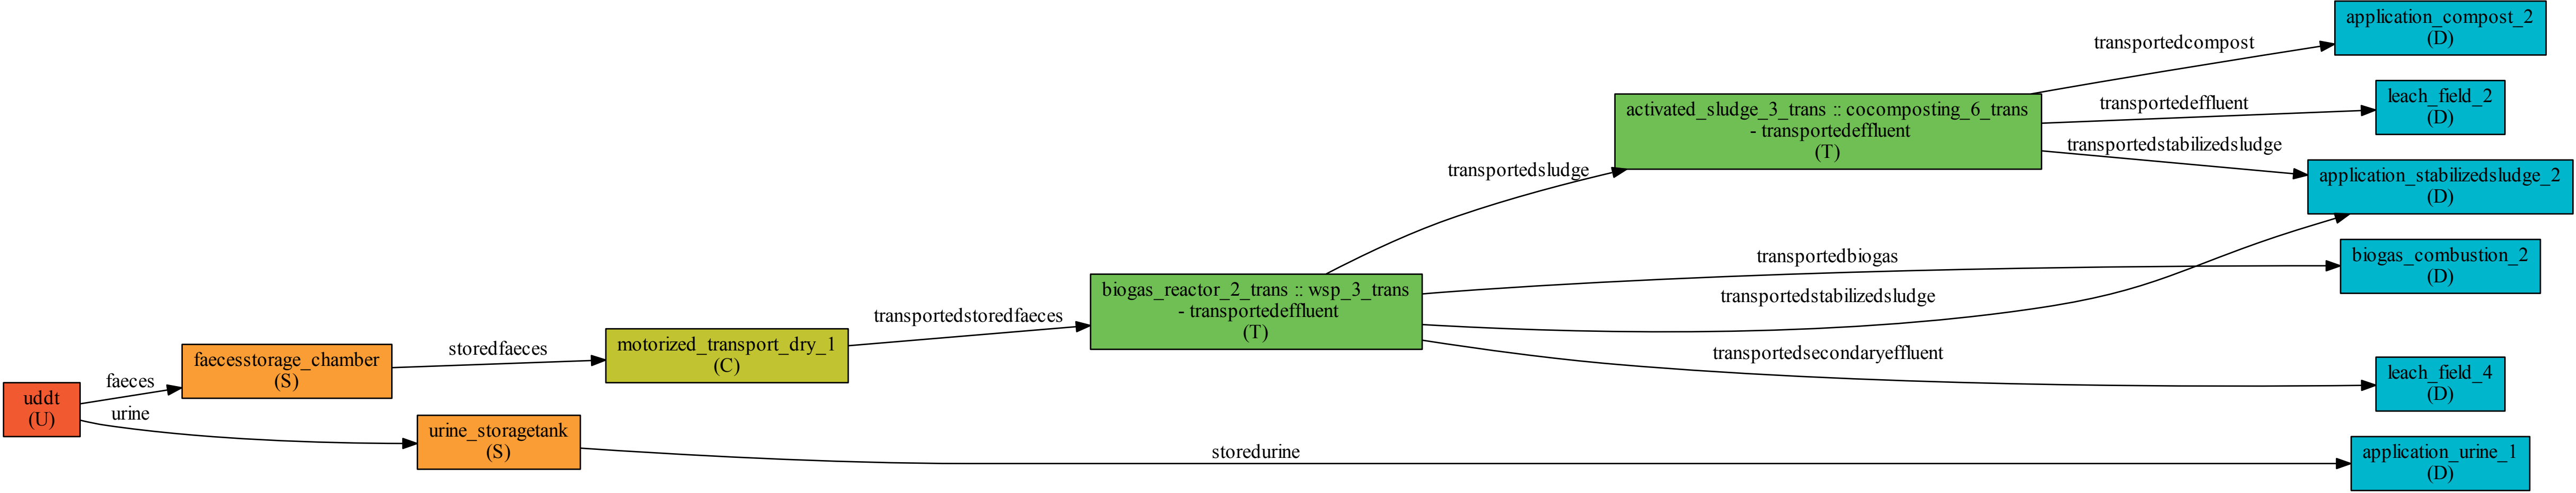 uddt
(U)
faeces
urine
faecesstorage_chamber
(S)
urine_storagetank
(S)
storedfaeces
motorized_transport_dry_1
(C)
transportedstoredfaeces
biogas_reactor_2_trans :: wsp_3_trans
- transportedeffluent
(T)
storedurine
transportedsludge
activated_sludge_3_trans :: cocomposting_6_trans
- transportedeffluent
(T)
transportedbiogas
transportedstabilizedsludge
transportedsecondaryeffluent
transportedcompost
transportedeffluent
transportedstabilizedsludge
application_compost_2
(D)
leach_field_2
(D)
application_stabilizedsludge_2
(D)
biogas_combustion_2
(D)
leach_field_4
(D)
application_urine_1
(D)